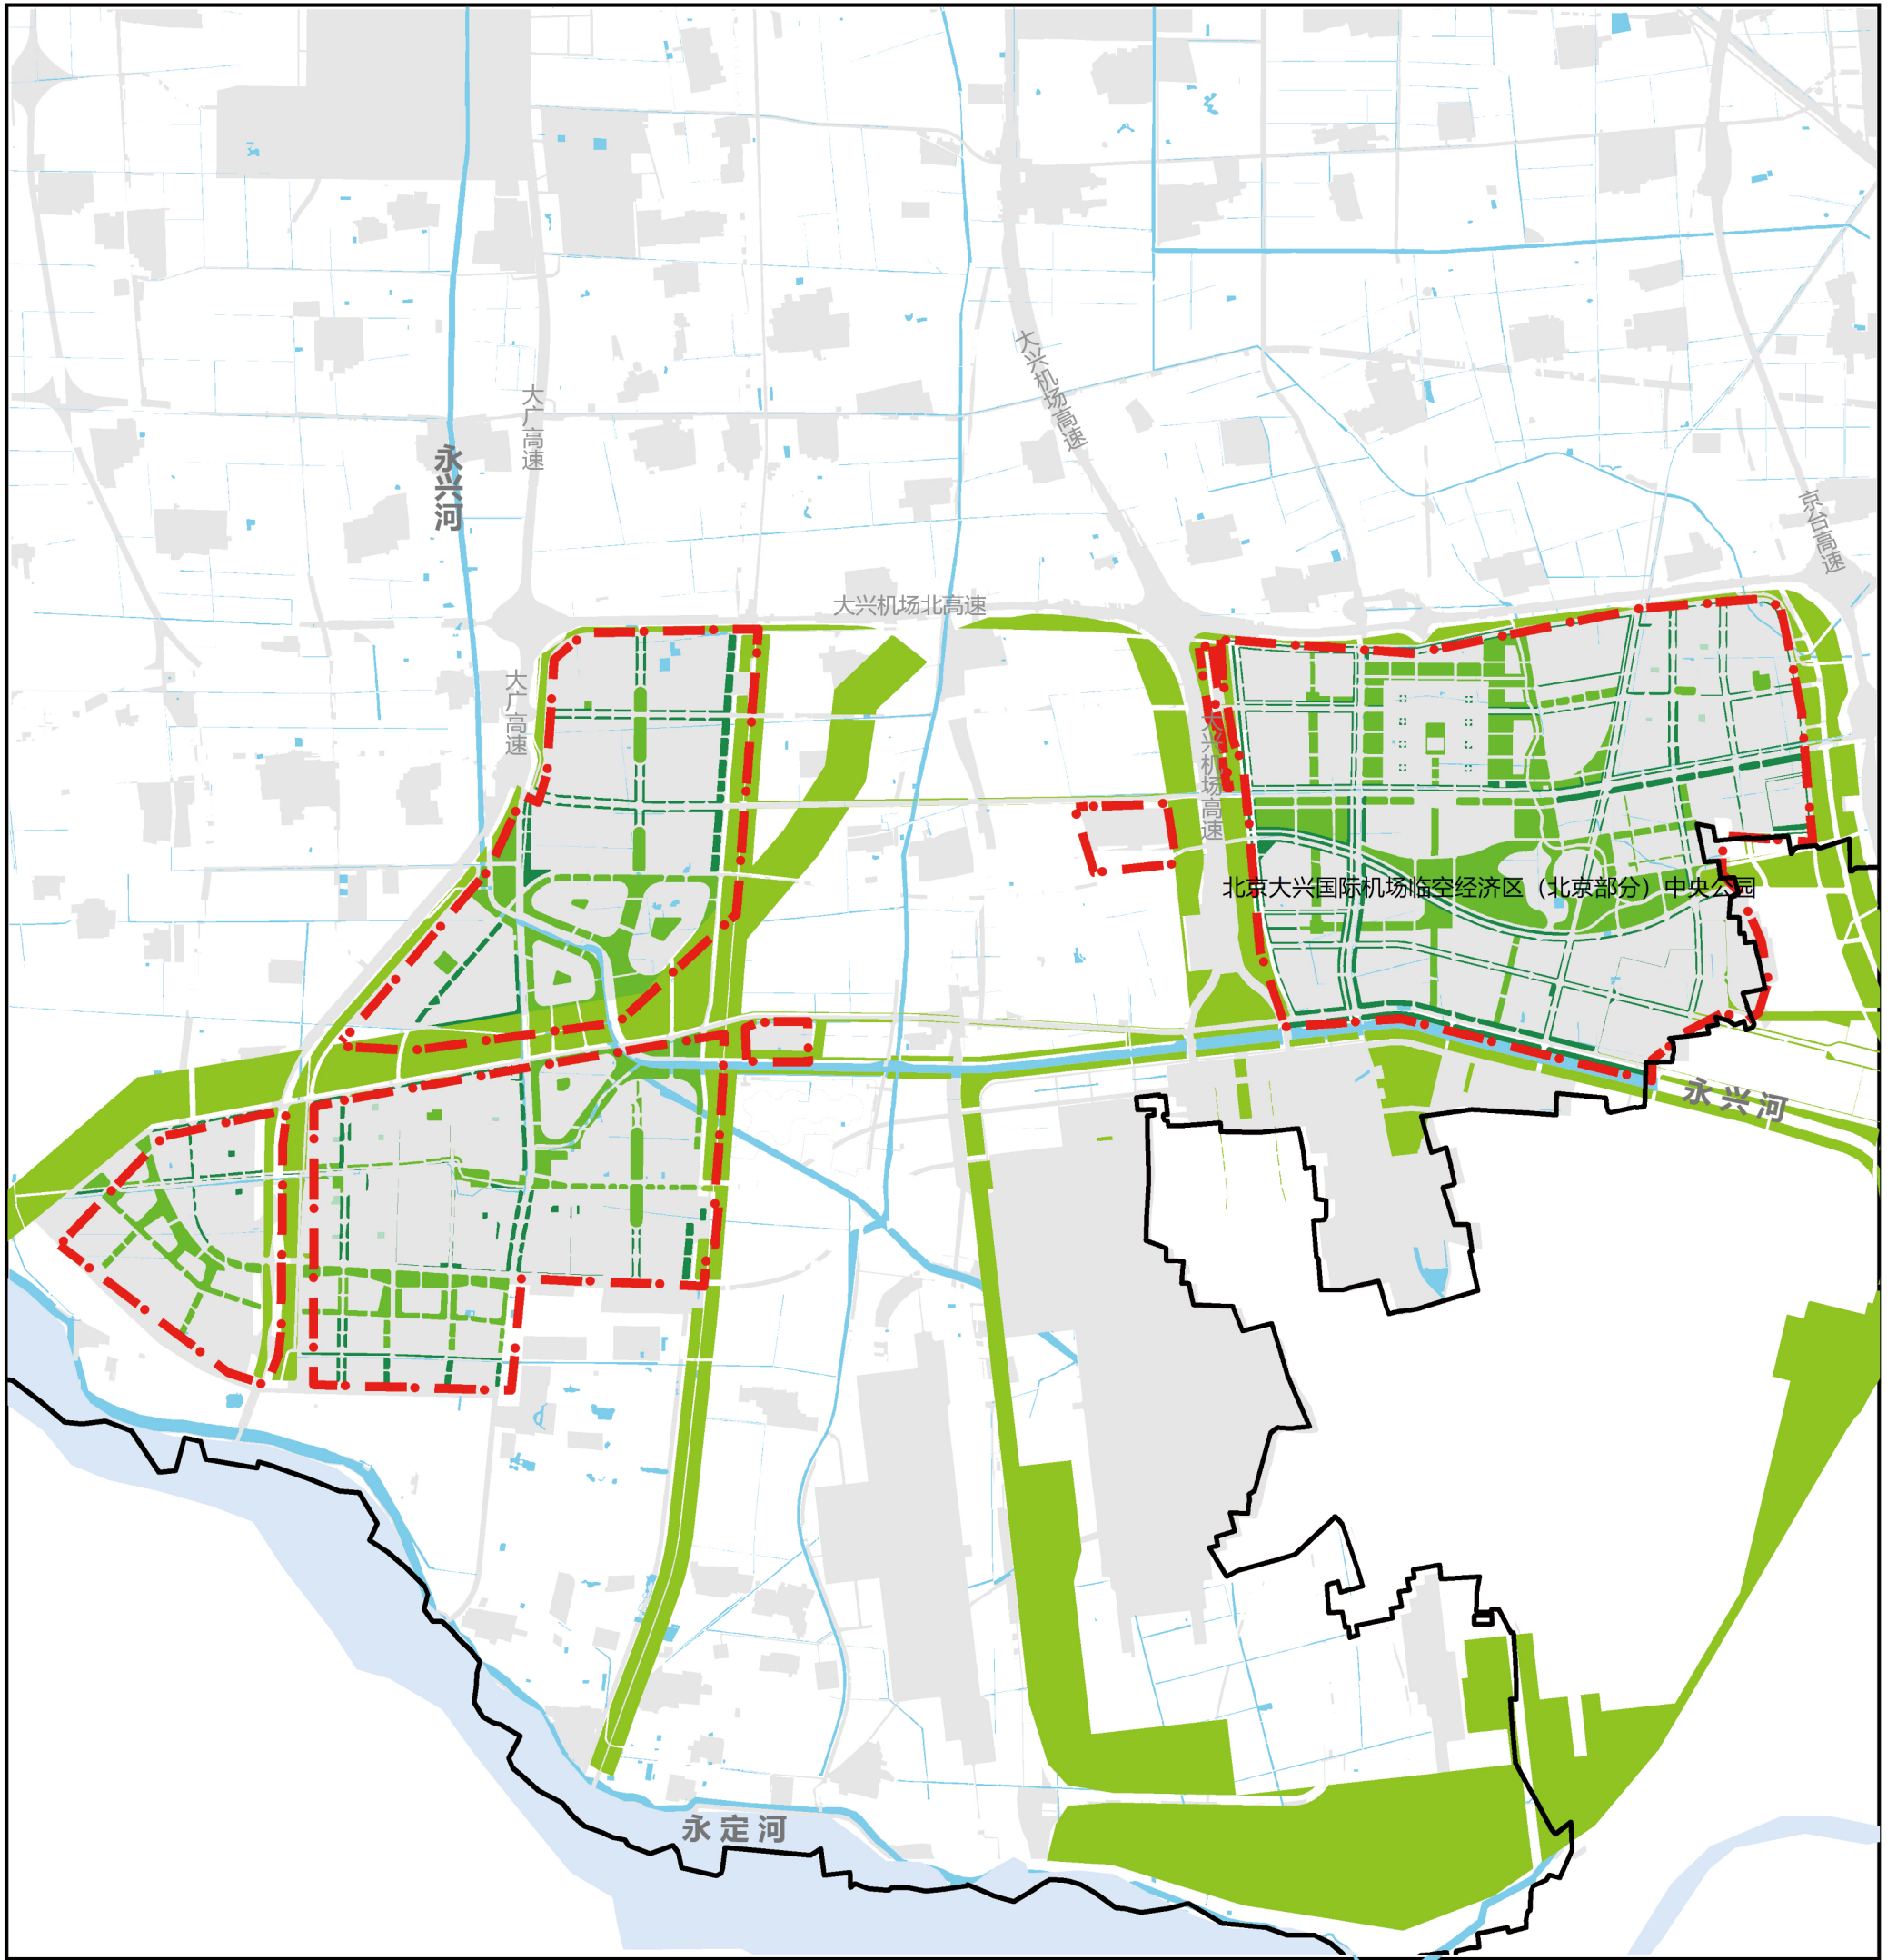 大兴机场高速
大广高速
永兴河
京台高速
大兴机场北高速
大广高速
大兴机场高速
北京大兴国际机场临空经济区（北京部分）中央公园
永兴河
永定河